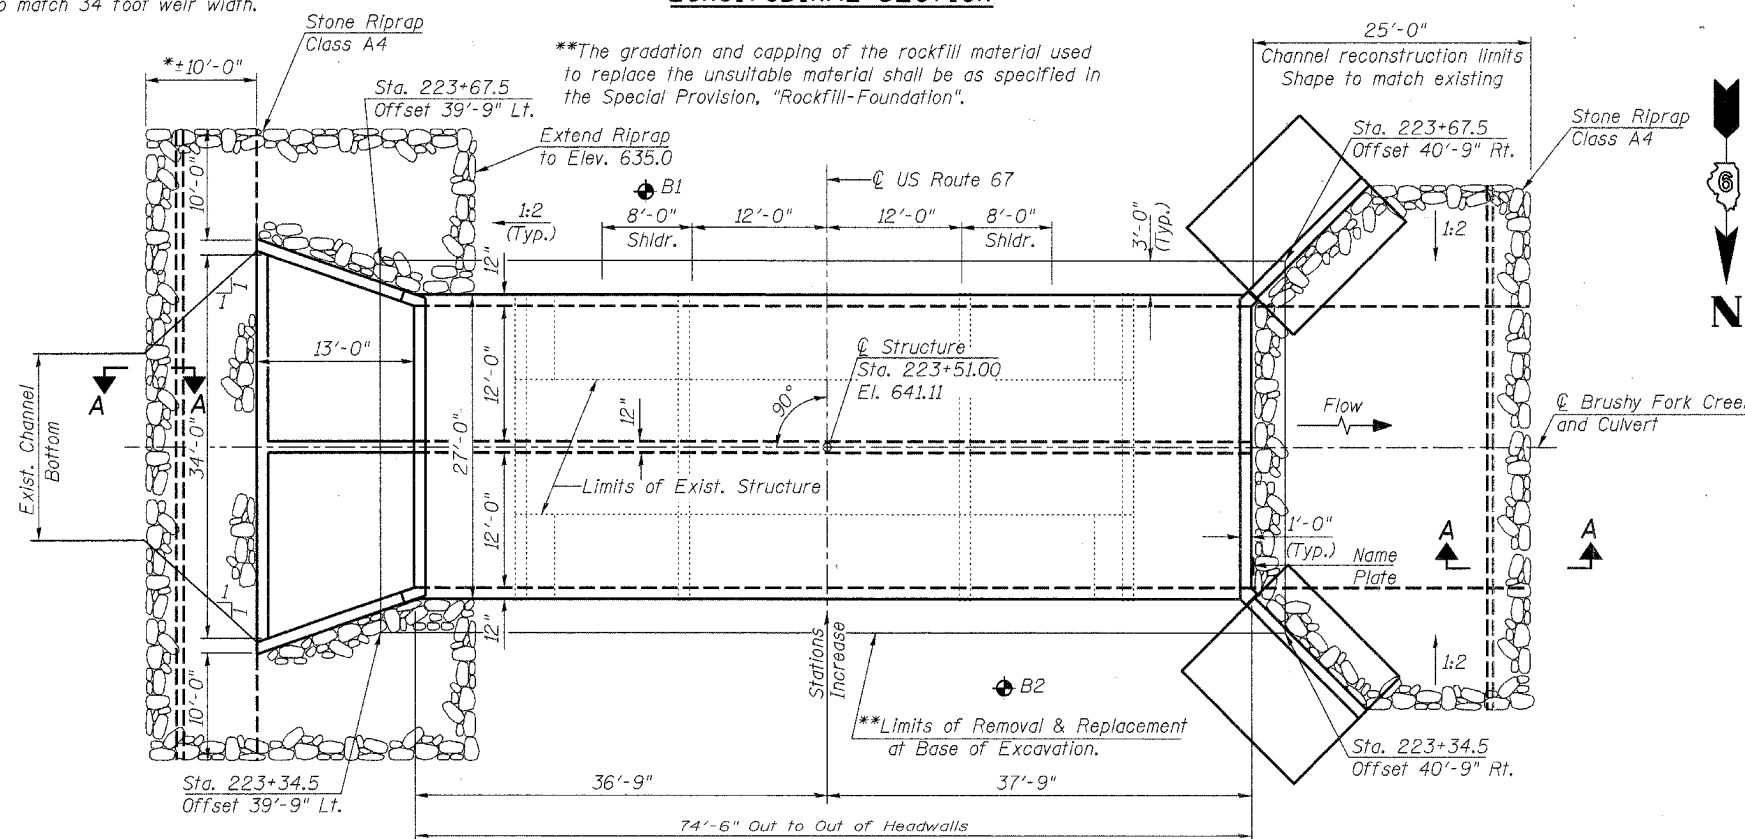 to match 34 foot weir width.
LONGITUDINAL SECTION
Stone Riprap
Class A4
*±10'-0"
**The gradation and capping of the rockfill material used
to replace the unsuitable material shall be as specified in
the Special Provision, "Rockfill-Foundation".
25'-0"
Channel reconstruction limits
Shape to match existing
Sta. 223+67.5
Offset 39'-9" Lt.
Extend Riprap
to Elev. 635.0
B1
℄ US Route 67
Sta. 223+67.5
Offset 40'-9" Rt.
Stone Riprap
Class A4
6
N
10'-0"
1:2
(Typ.)
8'-0"
Shldr.
12'-0"
12'-0"
8'-0"
Shldr.
3'-0"
(Typ.)
1:2
12"
1
1
13'-0"
12'-0"
℄ Structure
Sta. 223+51.00
El. 641.11
90°
12"
A
A
Exist. Channel
Bottom
34'-0"
27'-0"
Flow
℄ Brushy Fork Cree
and Culvert
Limits of Exist. Structure
12'-0"
1'-0"
(Typ.)
Name
Plate
A
A
1
1
12"
Stations
Increase
B2
1:2
10'-0"
**Limits of Removal & Replacement
at Base of Excavation.
Sta. 223+34.5
Offset 39'-9" Lt.
36'-9"
37'-9"
Sta. 223+34.5
Offset 40'-9" Rt.
74'-6" Out to Out of Headwalls